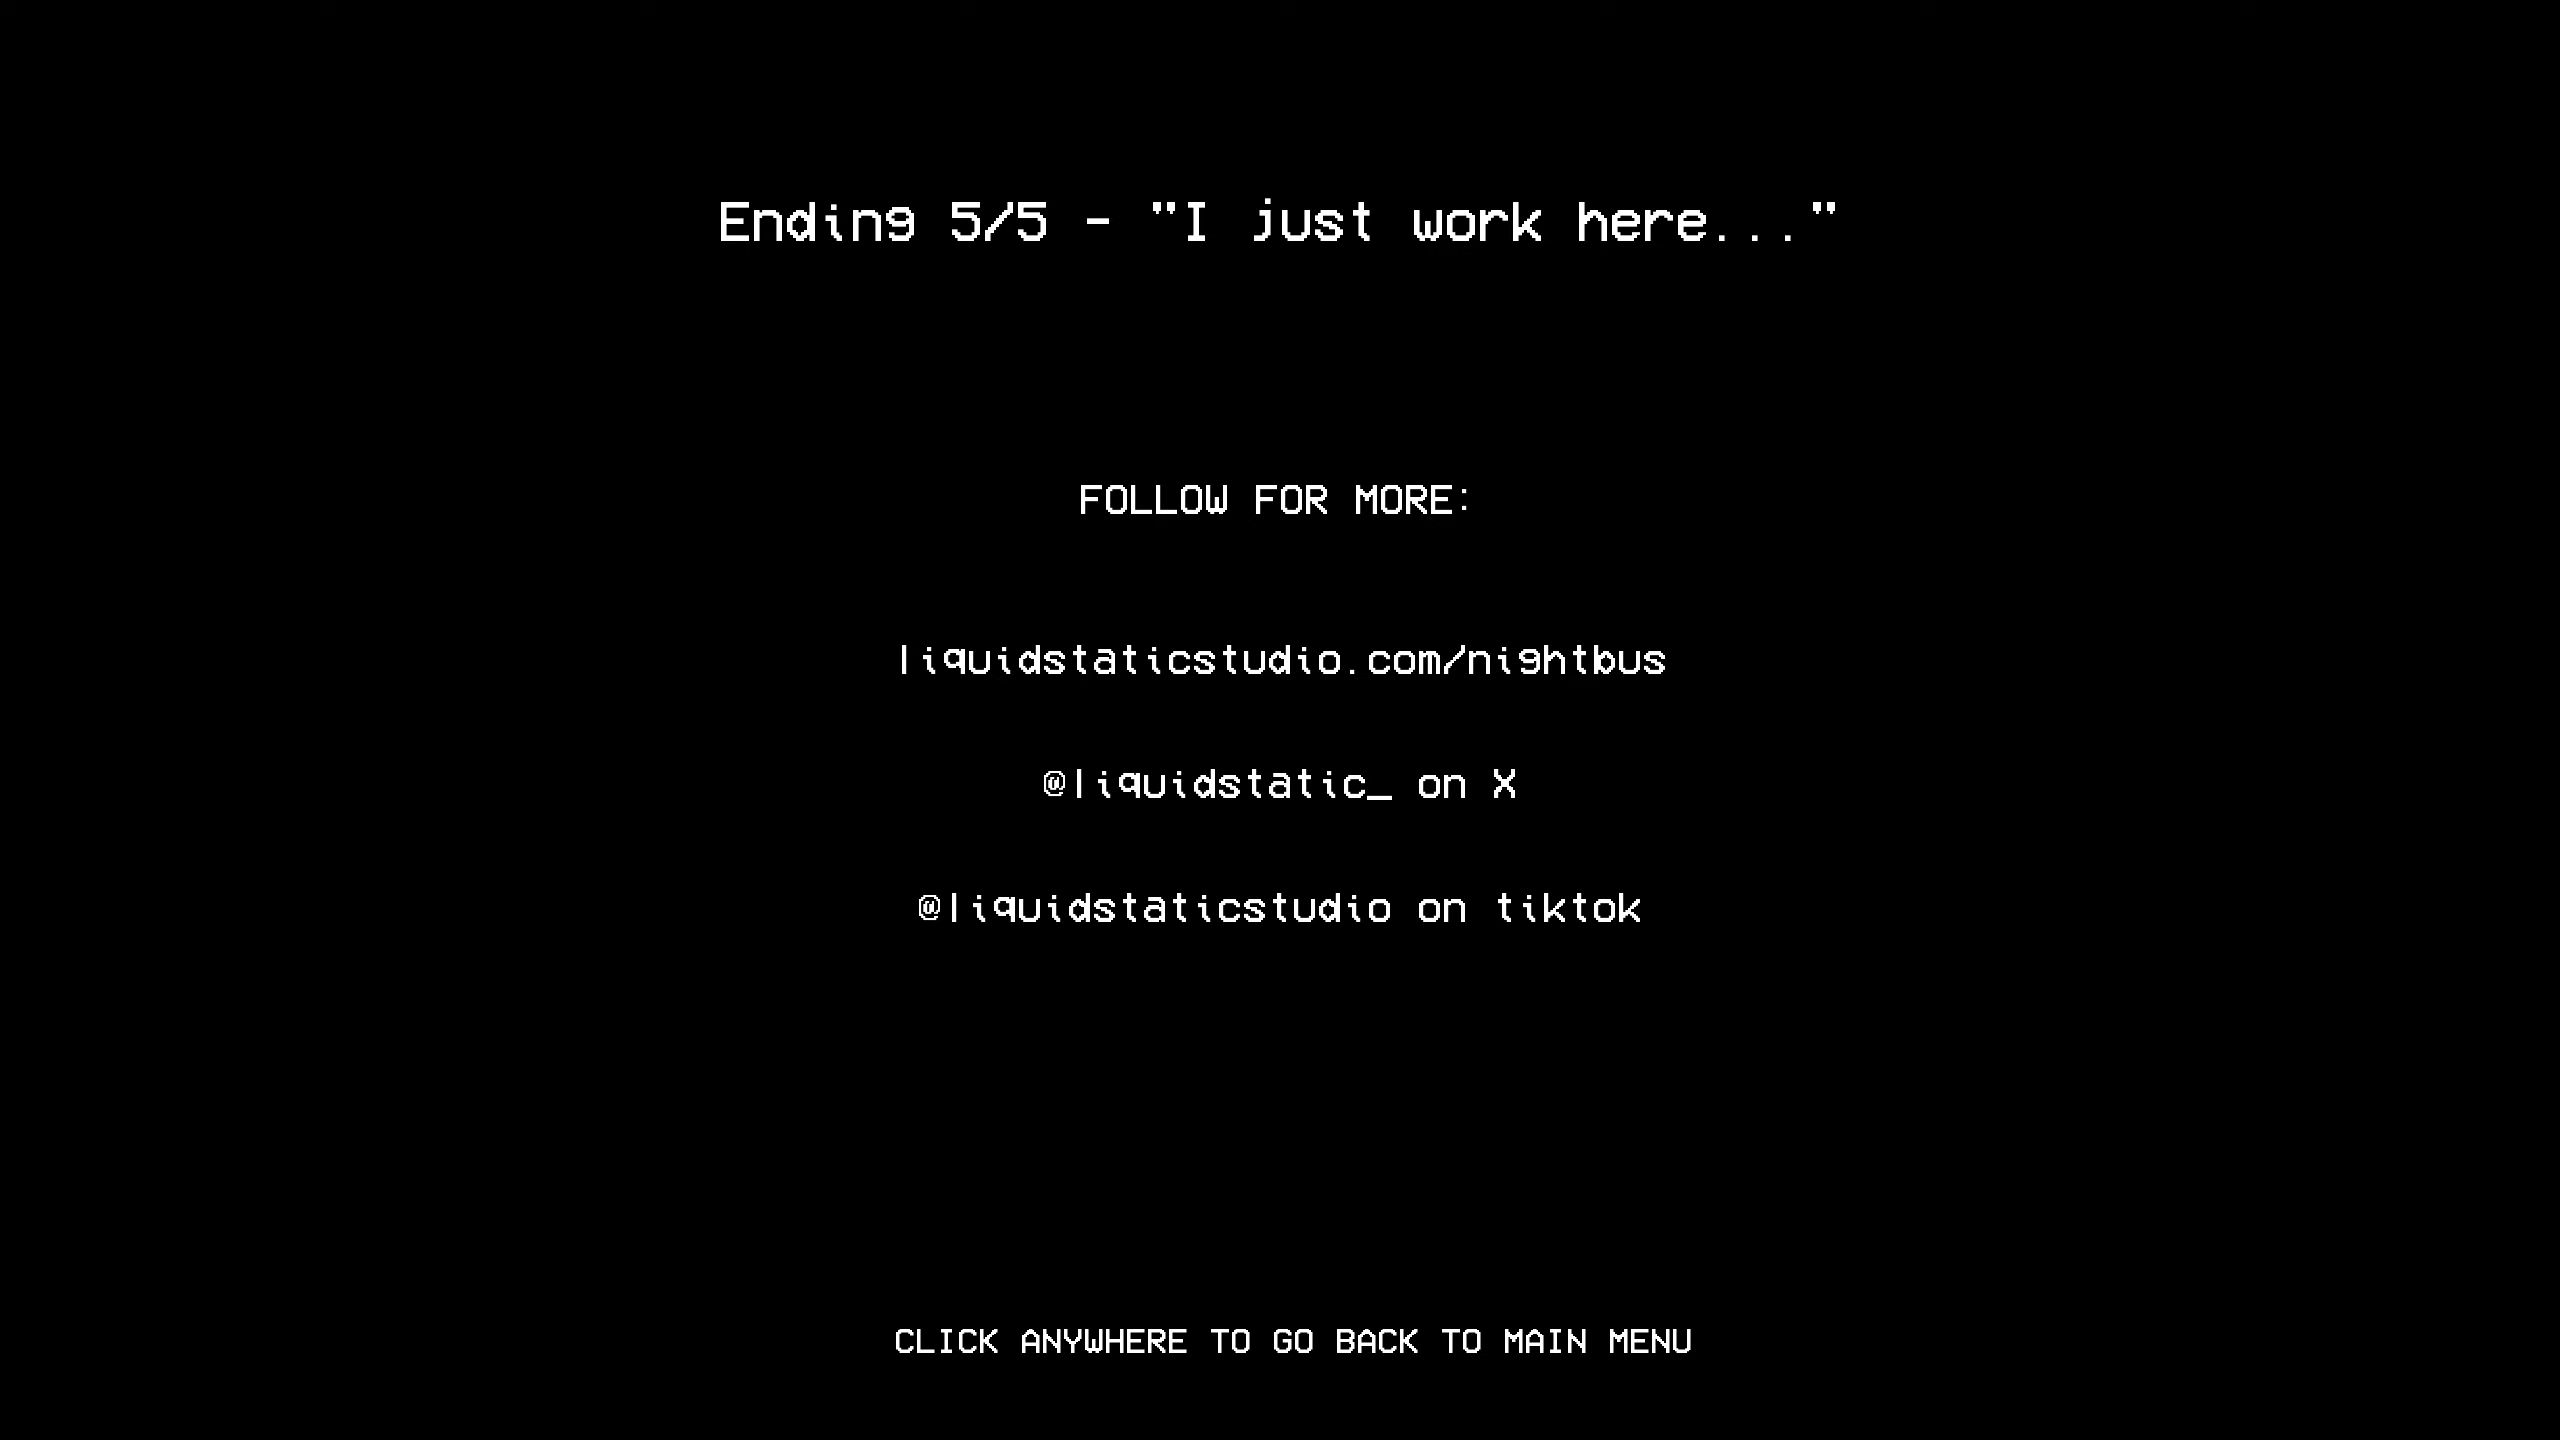 Ending 5/5 - "I just work here..."
FOLLOW FOR MORE:
liquidstaticstudio.com/nightbus
@liquidstatic_ on X
@liquidstaticstudio on tiktok
CLICK ANYWHERE TO GO BACK TO MAIN MENU